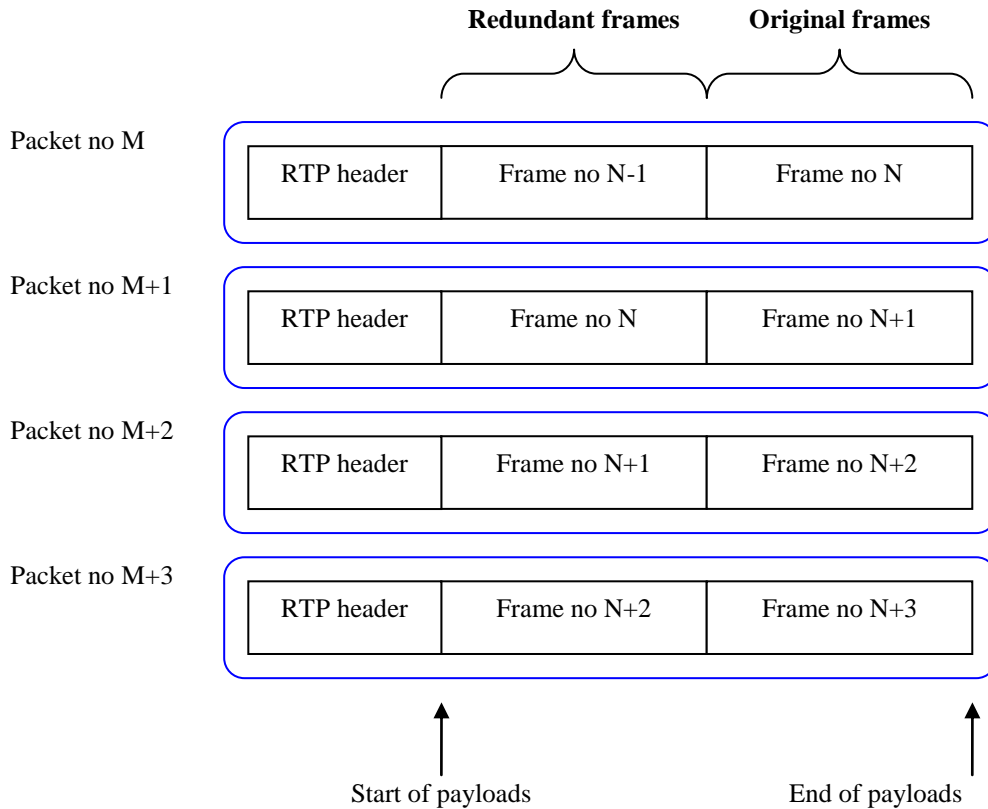 Redundant frames Original frames
Packet no M
RTP header Frame no N-1 Frame no N
Packet no M+1
RTP header Frame no N Frame no N+1
Packet no M+2
RTP header Frame no N+1 Frame no N+2
Packet no M+3
RTP header Frame no N+2 Frame no N+3
Start of payloads End of payloads